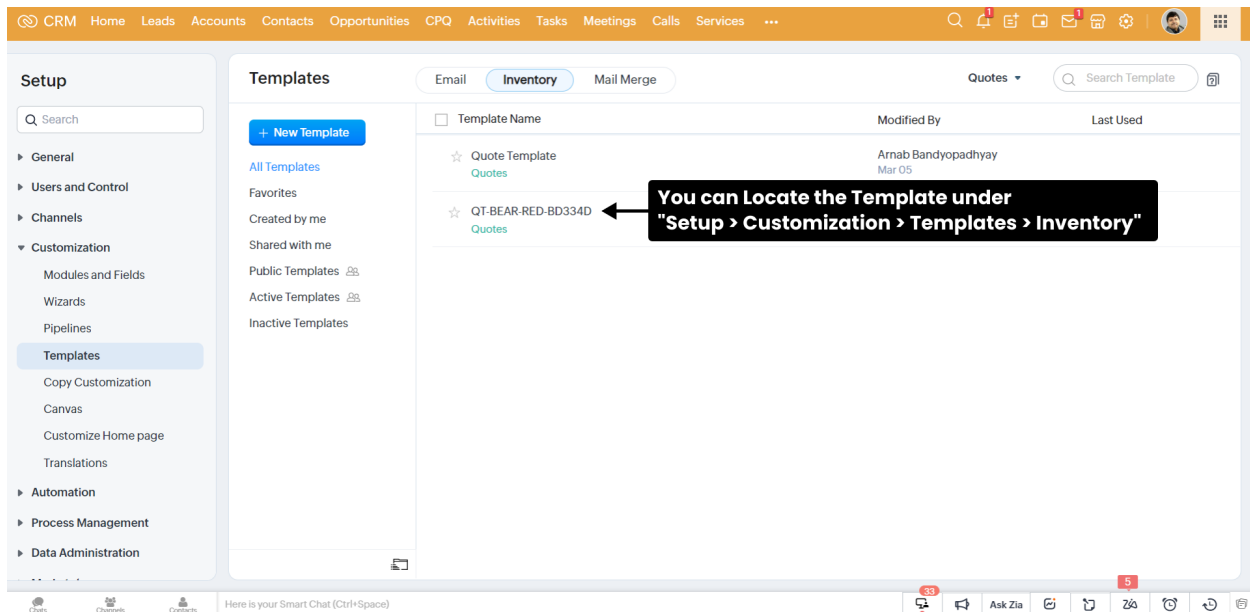 CRM Home Leads Accounts Contacts Opportunities CPQ Activities Tasks Meetings Calls Services •••
1
1
Setup
Search
General
Users and Control
Channels
Customization
Modules and Fields
Wizards
Pipelines
Templates
Copy Customization
Canvas
Customize Home page
Translations
Automation
Process Management
Data Administration
Templates
Email Inventory Mail Merge
Quotes
Search Template
+ New Template
All Templates
Favorites
Created by me
Shared with me
Public Templates
Active Templates
Inactive Templates
Template Name Modified By Last Used
Quote Template Arnab Bandyopadhyay
Quotes Mar 05
QT-BEAR-RED-BD334D
Quotes
You can Locate the Template under
"Setup > Customization > Templates > Inventory"
Chats Channels Contacts
Here is your Smart Chat (Ctrl+Space)
33
Ask Zia
5